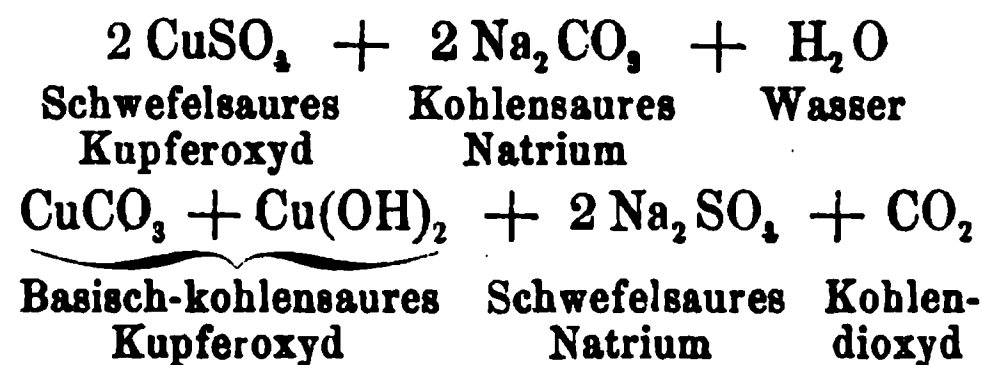 2 CuSO₄ + 2 Na₂CO₃ + H₂O
Schwefelsaures Kohlensaures Wasser
Kupferoxyd Natrium
CuCO₃ + Cu(OH)₂ + 2 Na₂SO₄ + CO₂
Basisch-kohlensaures Schwefelsaures Kohlen-
Kupferoxyd Natrium dioxyd